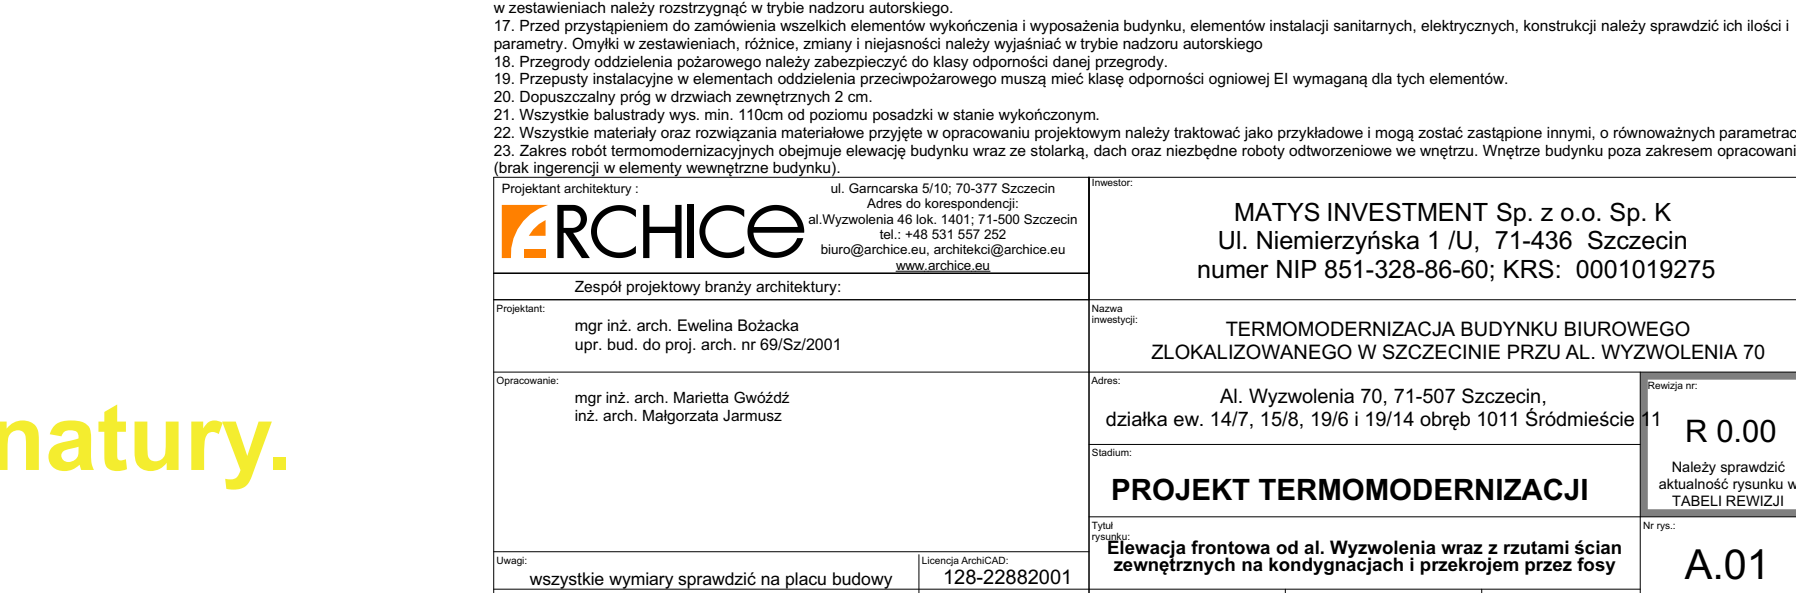 w zestawieniach należy rozstrzygnąć w trybie nadzoru autorskiego.
17. Przed przystąpieniem do zamówienia wszelkich elementów wykończenia i wyposażenia budynku, elementów instalacji sanitarnych, elektrycznych, konstrukcji należy sprawdzić ich ilości i
parametry. Omyłki w zestawieniach, różnice, zmiany i niejasności należy wyjaśniać w trybie nadzoru autorskiego
18. Przegrody oddzielenia pożarowego należy zabezpieczyć do klasy odporności danej przegrody.
19. Przepusty instalacyjne w elementach oddzielenia przeciwpożarowego muszą mieć klasę odporności ogniowej EI wymaganą dla tych elementów.
20. Dopuszczalny próg w drzwiach zewnętrznych 2 cm.
21. Wszystkie balustrady wys. min. 110cm od poziomu posadzki w stanie wykończonym.
22. Wszystkie materiały oraz rozwiązania materiałowe przyjęte w opracowaniu projektowym należy traktować jako przykładowe i mogą zostać zastąpione innymi, o równoważnych parametrac
23. Zakres robót termomodernizacyjnych obejmuje elewację budynku wraz ze stolarką, dach oraz niezbędne roboty odtworzeniowe we wnętrzu. Wnętrze budynku poza zakresem opracowani
(brak ingerencji w elementy wewnętrzne budynku).
Projektant architektury :
ARCHICE
ul. Garncarska 5/10; 70-377 Szczecin
Adres do korespondencji:
al.Wyzwolenia 46 lok. 1401; 71-500 Szczecin
tel.: +48 531 557 252
biuro@archice.eu, architekci@archice.eu
www.archice.eu
Zespół projektowy branży architektury:
Inwestor:
MATYS INVESTMENT Sp. z o.o. Sp. K
Ul. Niemierzyńska 1 /U, 71-436 Szczecin
numer NIP 851-328-86-60; KRS: 0001019275
Projektant:
mgr inż. arch. Ewelina Bożacka
upr. bud. do proj. arch. nr 69/Sz/2001
Nazwa
inwestycji:
TERMOMODERNIZACJA BUDYNKU BIUROWEGO
ZLOKALIZOWANEGO W SZCZECINIE PRZU AL. WYZWOLENIA 70
Opracowanie:
mgr inż. arch. Marietta Gwóźdź
inż. arch. Małgorzata Jarmusz
Adres:
Al. Wyzwolenia 70, 71-507 Szczecin,
działka ew. 14/7, 15/8, 19/6 i 19/14 obręb 1011 Śródmieście 11
Rewizja nr:
R 0.00
Należy sprawdzić
aktualność rysunku w
TABELI REWIZJI
natury.
Stadium:
PROJEKT TERMOMODERNIZACJI
Tytuł
rysunku:
Elewacja frontowa od al. Wyzwolenia wraz z rzutami ścian
zewnętrznych na kondygnacjach i przekrojem przez fosy
Nr rys.:
A.01
Uwagi:
wszystkie wymiary sprawdzić na placu budowy
Licencja ArchiCAD:
128-22882001